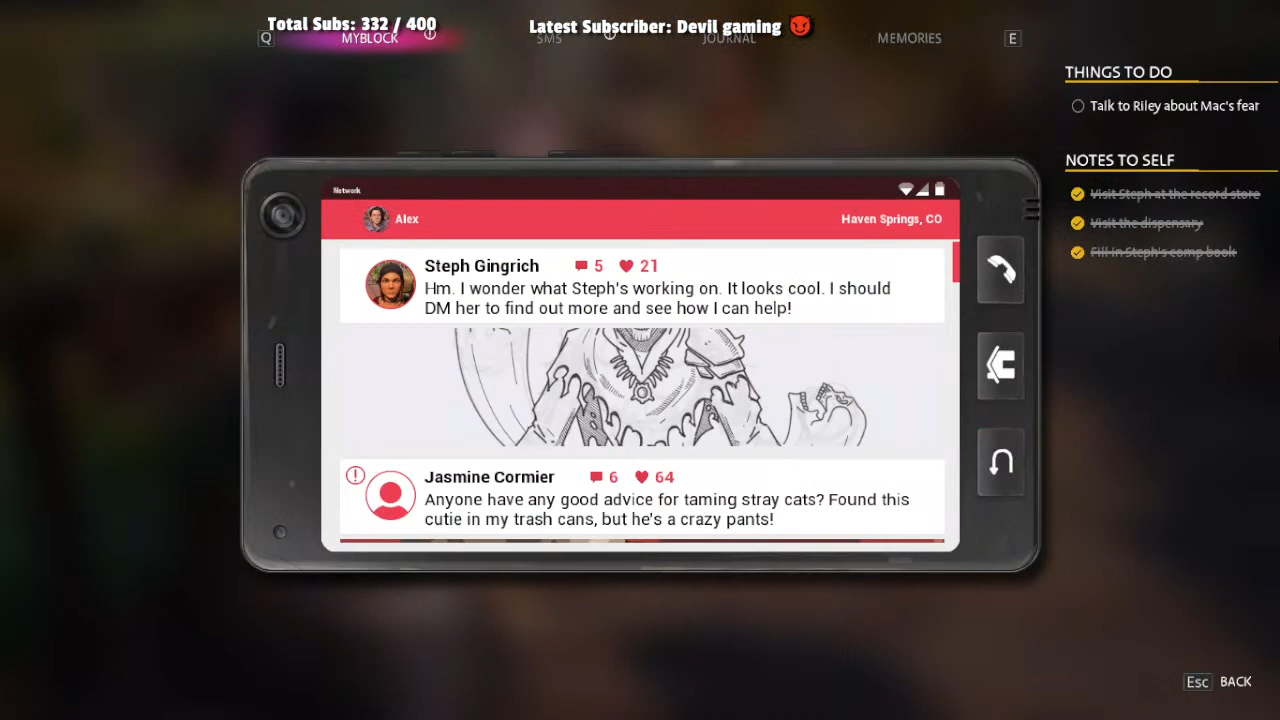 Total Subs: 332 / 400
Latest Subscriber: Devil gaming 😈
Q
MYBLOCK
SMS
JOURNAL
MEMORIES
E
THINGS TO DO
Talk to Riley about Mac's fear
NOTES TO SELF
Visit Steph at the record store
Visit the dispensary
Fill in Steph's comp book
Network
Alex
Haven Springs, CO
Steph Gingrich 5 21
Hm. I wonder what Steph's working on. It looks cool. I should
DM her to find out more and see how I can help!
Jasmine Cormier 6 64
Anyone have any good advice for taming stray cats? Found this
cutie in my trash cans, but he's a crazy pants!
Esc BACK